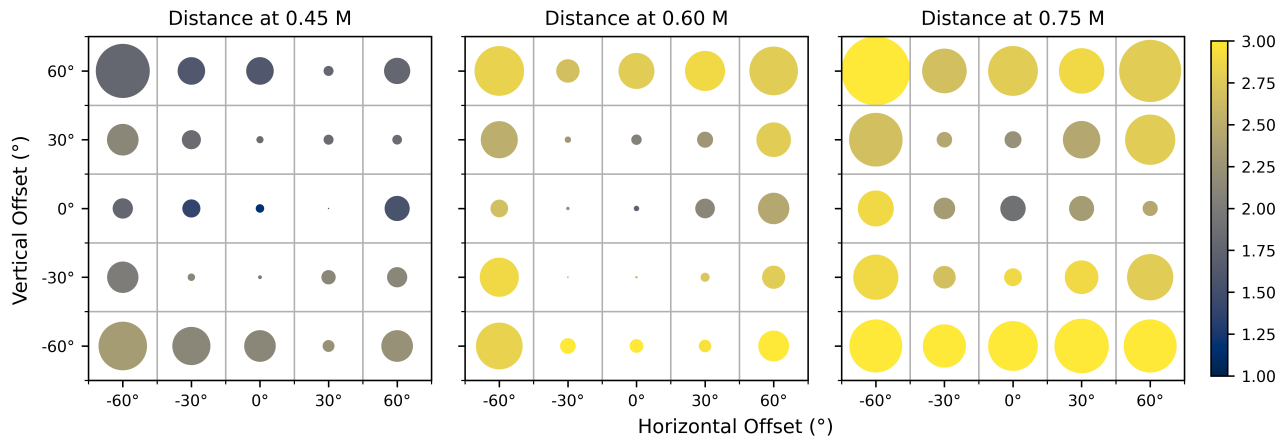 Distance at 0.45 M
Distance at 0.60 M
Distance at 0.75 M
Vertical Offset (°)
60°
30°
0°
-30°
-60°
-60° -30° 0° 30° 60°
-60° -30° 0° 30° 60°
-60° -30° 0° 30° 60°
Horizontal Offset (°)
3.00
2.75
2.50
2.25
2.00
1.75
1.50
1.25
1.00